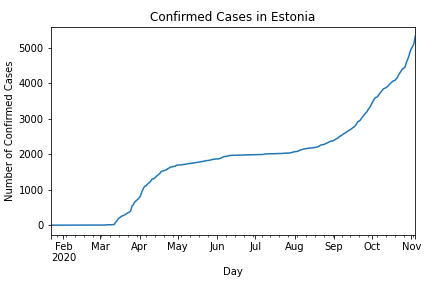 Confirmed Cases in Estonia
Number of Confirmed Cases
5000
4000
3000
2000
1000
0
Feb Mar Apr May Jun Jul Aug Sep Oct Nov
2020
Day